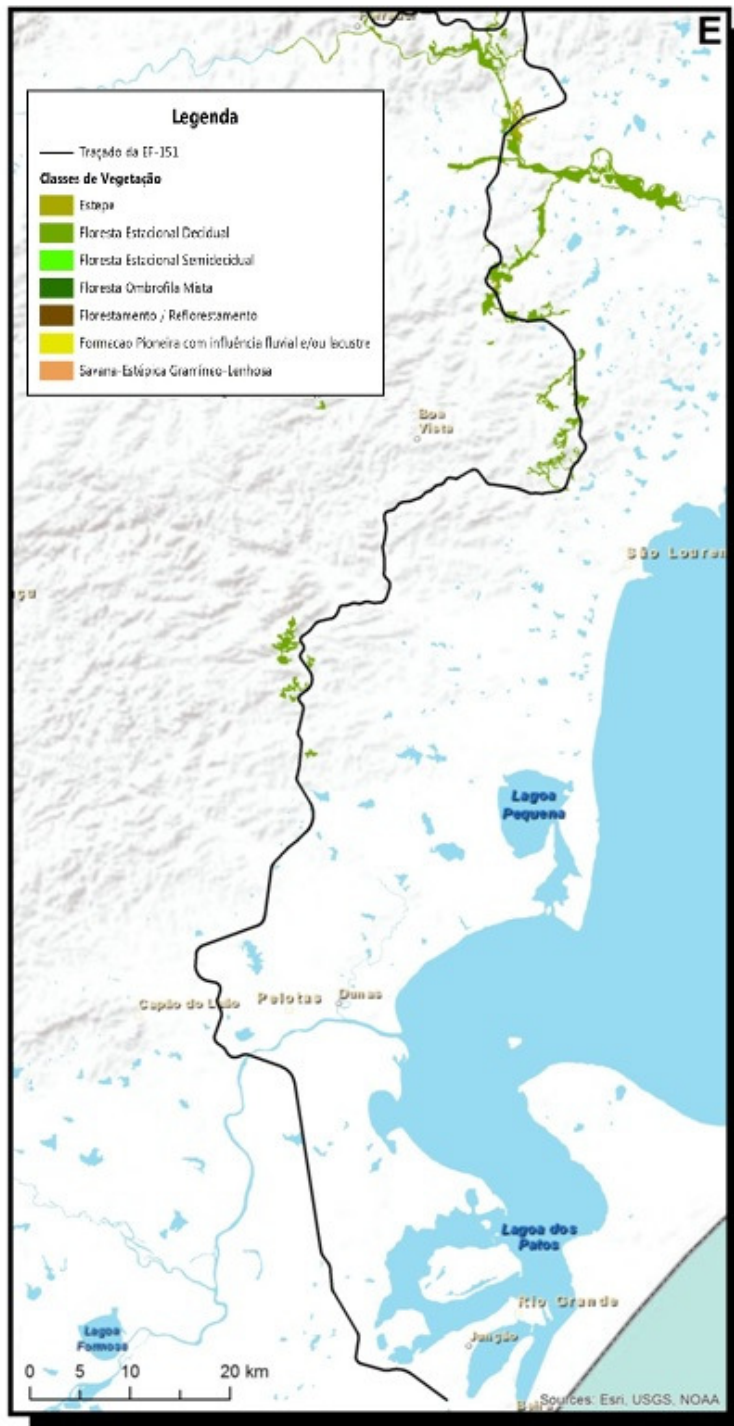 E
Legenda
Traçado da EF-151
Classes de Vegetação
Estepe
Floresta Estacional Decidual
Floresta Estacional Semidecidual
Floresta Ombrofila Mista
Florestamento / Reflorestamento
Formacao Pioneira com influência fluvial e/ou lacustre
Savana-Estépica Gramíneo-Lenhosa
Boa
Vista
São Louren
çu
Lagoa
Pequena
Capão do Leão
Pelotas
Dunas
Lagoa dos
Patos
Rio Grande
Junção
Lagoa
Formosa
0 5 10 20 km
Sources: Esri, USGS, NOAA